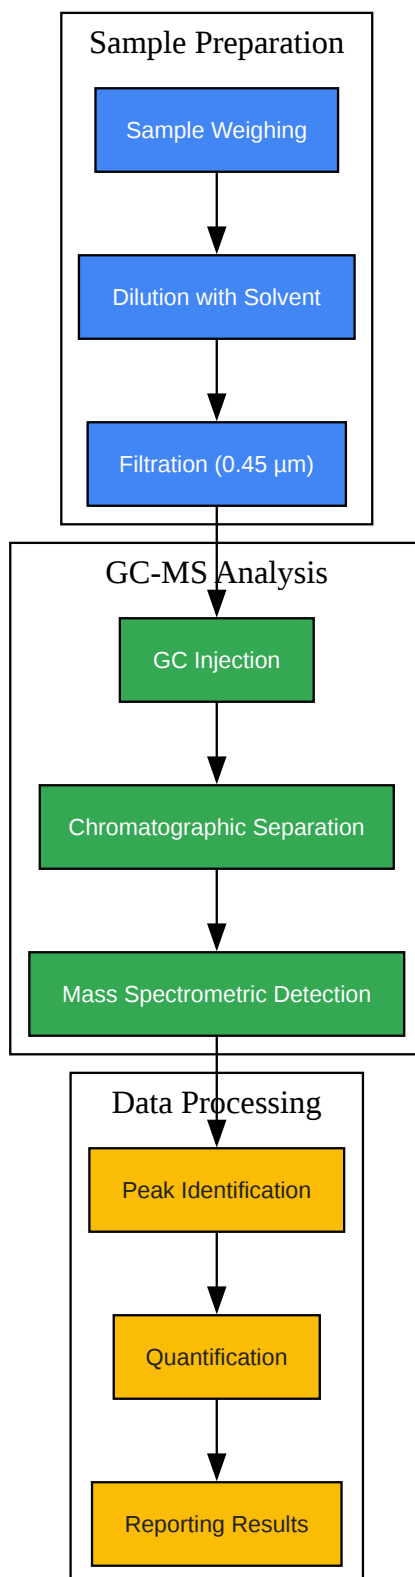 Sample Preparation
Sample Weighing
Dilution with Solvent
Filtration (0.45 µm)
GC-MS Analysis
GC Injection
Chromatographic Separation
Mass Spectrometric Detection
Data Processing
Peak Identification
Quantification
Reporting Results